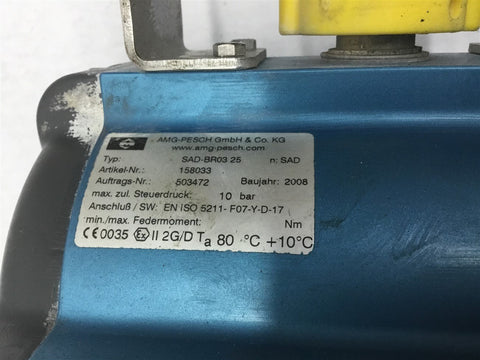 AMG-PESCH GmbH & Co. KG
www.amg-pesch.com
Typ: SAD-BR03 25 n; SAD
Artikel-Nr.: 158033
Auftrags-Nr.: 503472 Baujahr: 2008
max. zul. Steuerdruck: 10 bar
Anschluß / SW: EN ISO 5211- F07-Y-D-17
min./max. Federmoment: Nm
CE 0035 Ex II 2G/D Ta 80 °C +10°C